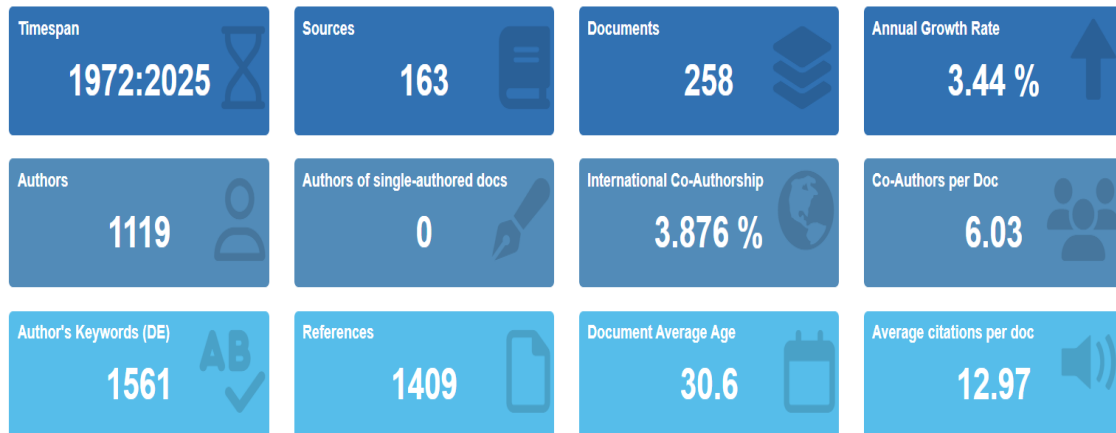 Timespan
1972:2025
Sources
163
Documents
258
Annual Growth Rate
3.44 %
Authors
1119
Authors of single-authored docs
0
International Co-Authorship
3.876 %
Co-Authors per Doc
6.03
Author's Keywords (DE)
1561
AB
References
1409
Document Average Age
30.6
Average citations per doc
12.97